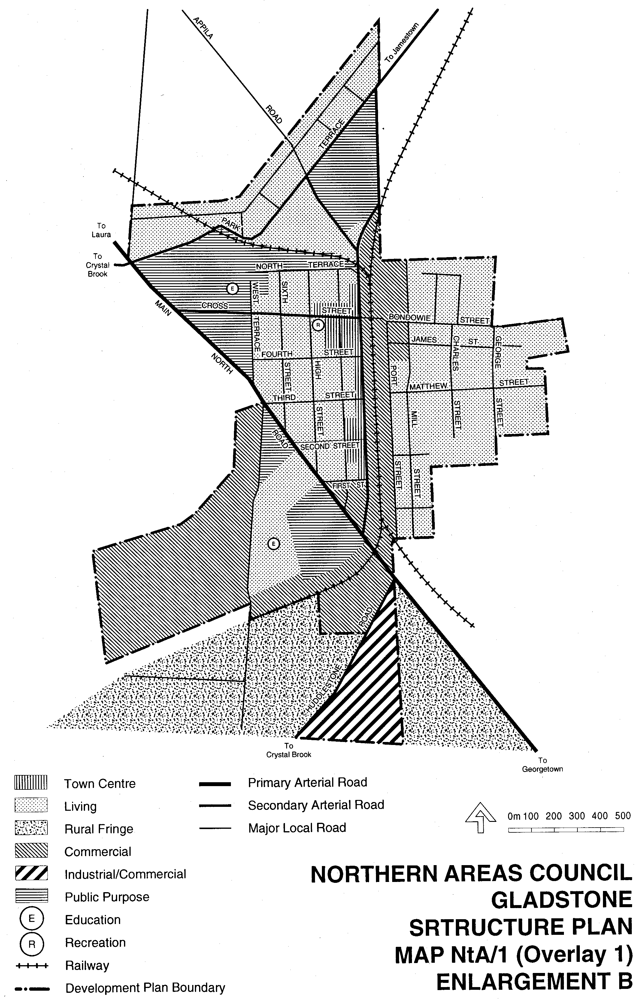 APPILA
ROAD
To Jamestown
TERRACE
PARK
To
Laura
To
Crystal
Brook
NORTH TERRACE
E
WEST
TERRACE
SIXTH
STREET
CROSS
STREET
MAIN
NORTH
ROAD
R
BONDOWIE
STREET
JAMES
ST
CHARLES
STREET
GEORGE
STREET
FOURTH
STREET
HIGH
STREET
PORT
STREET
MATTHEW
STREET
THIRD
STREET
MILL
STREET
SECOND STREET
FIRST ST
E
ROAD
HUDDLESTONE
To
Crystal Brook
To
Georgetown
Town Centre
Living
Rural Fringe
Commercial
Industrial/Commercial
Public Purpose
E
Education
R
Recreation
Railway
Development Plan Boundary
Primary Arterial Road
Secondary Arterial Road
Major Local Road
0m 100 200 300 400 500
NORTHERN AREAS COUNCIL
GLADSTONE
SRTRUCTURE PLAN
MAP NtA/1 (Overlay 1)
ENLARGEMENT B